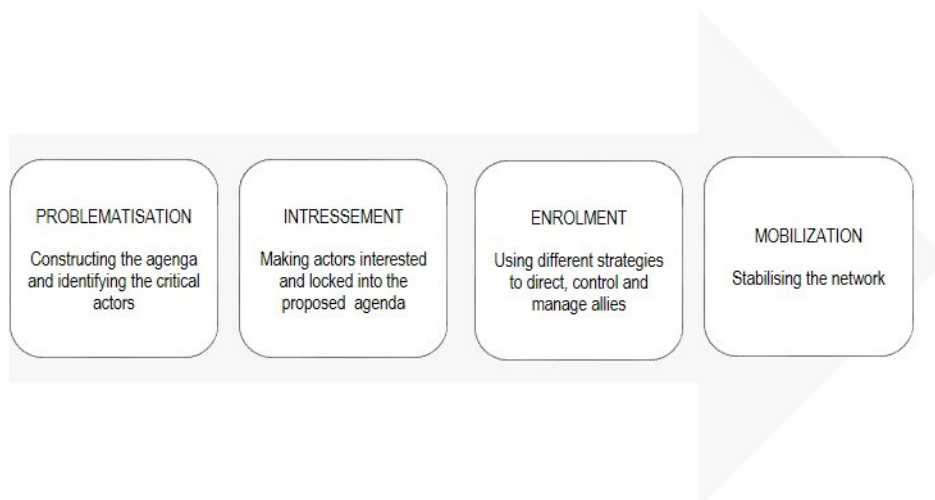 PROBLEMATISATION
Constructing the agenga
and identifying the critical
actors
INTRESSEMENT
Making actors interested
and locked into the
proposed agenda
ENROLMENT
Using different strategies
to direct, control and
manage allies
MOBILIZATION
Stabilising the network